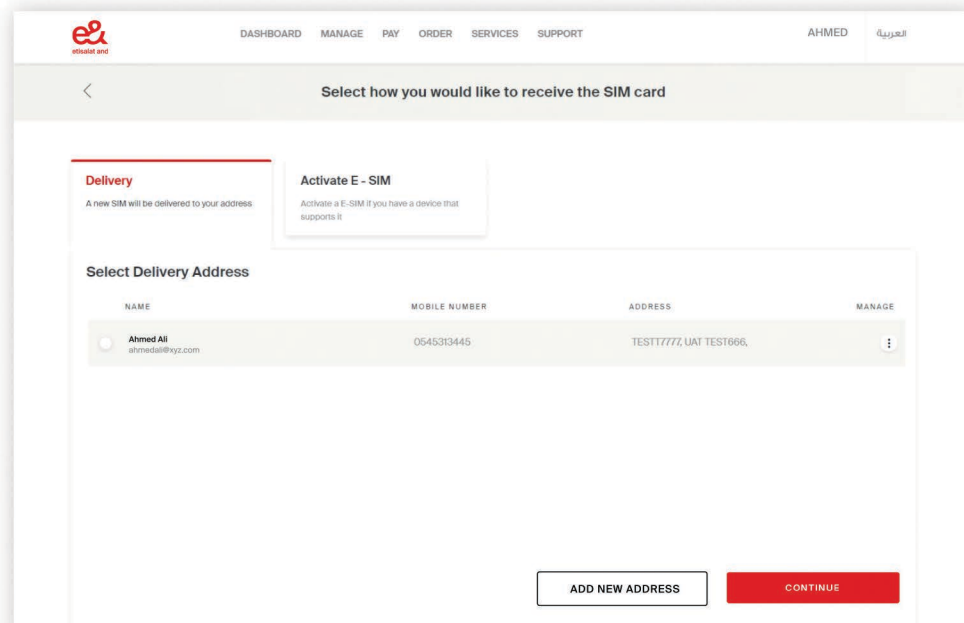 e&
etisalat and
DASHBOARD MANAGE PAY ORDER SERVICES SUPPORT
AHMED العربية
Select how you would like to receive the SIM card
Delivery
A new SIM will be delivered to your address
Activate E - SIM
Activate a E-SIM if you have a device that
supports it
Select Delivery Address
NAME MOBILE NUMBER ADDRESS MANAGE
Ahmed Ali
ahmedali@xyz.com
0545313445
TESTT7777, UAT TEST666,
ADD NEW ADDRESS CONTINUE